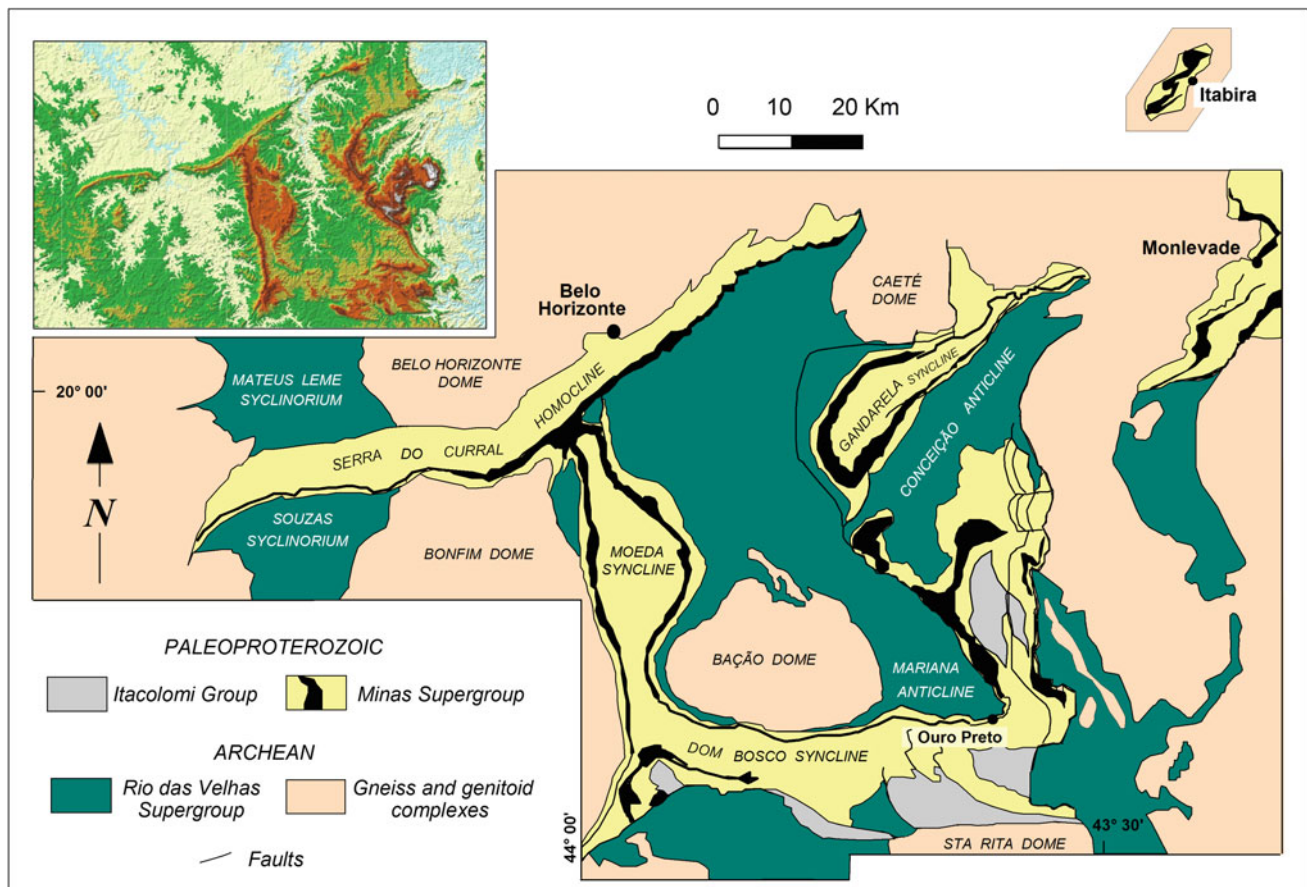 0 10 20 Km
Itabira
Monlevade
Belo
Horizonte
CAETÉ
DOME
BELO HORIZONTE
DOME
MATEUS LEME
SYCLINORIUM
20° 00'
HOMOCLINE
GANDARELA SYNCLINE
CONCEIÇÃO ANTICLINE
SERRA DO CURRAL
N
SOUZAS
SYCLINORIUM
BONFIM DOME
MOEDA
SYNCLINE
BAÇÃO DOME
MARIANA
ANTICLINE
Ouro Preto
DOM BOSCO SYNCLINE
44° 00'
43° 30'
STA RITA DOME
PALEOPROTEROZOIC
Itacolomi Group
Minas Supergroup
ARCHEAN
Rio das Velhas
Supergroup
Gneiss and genitoid
complexes
Faults